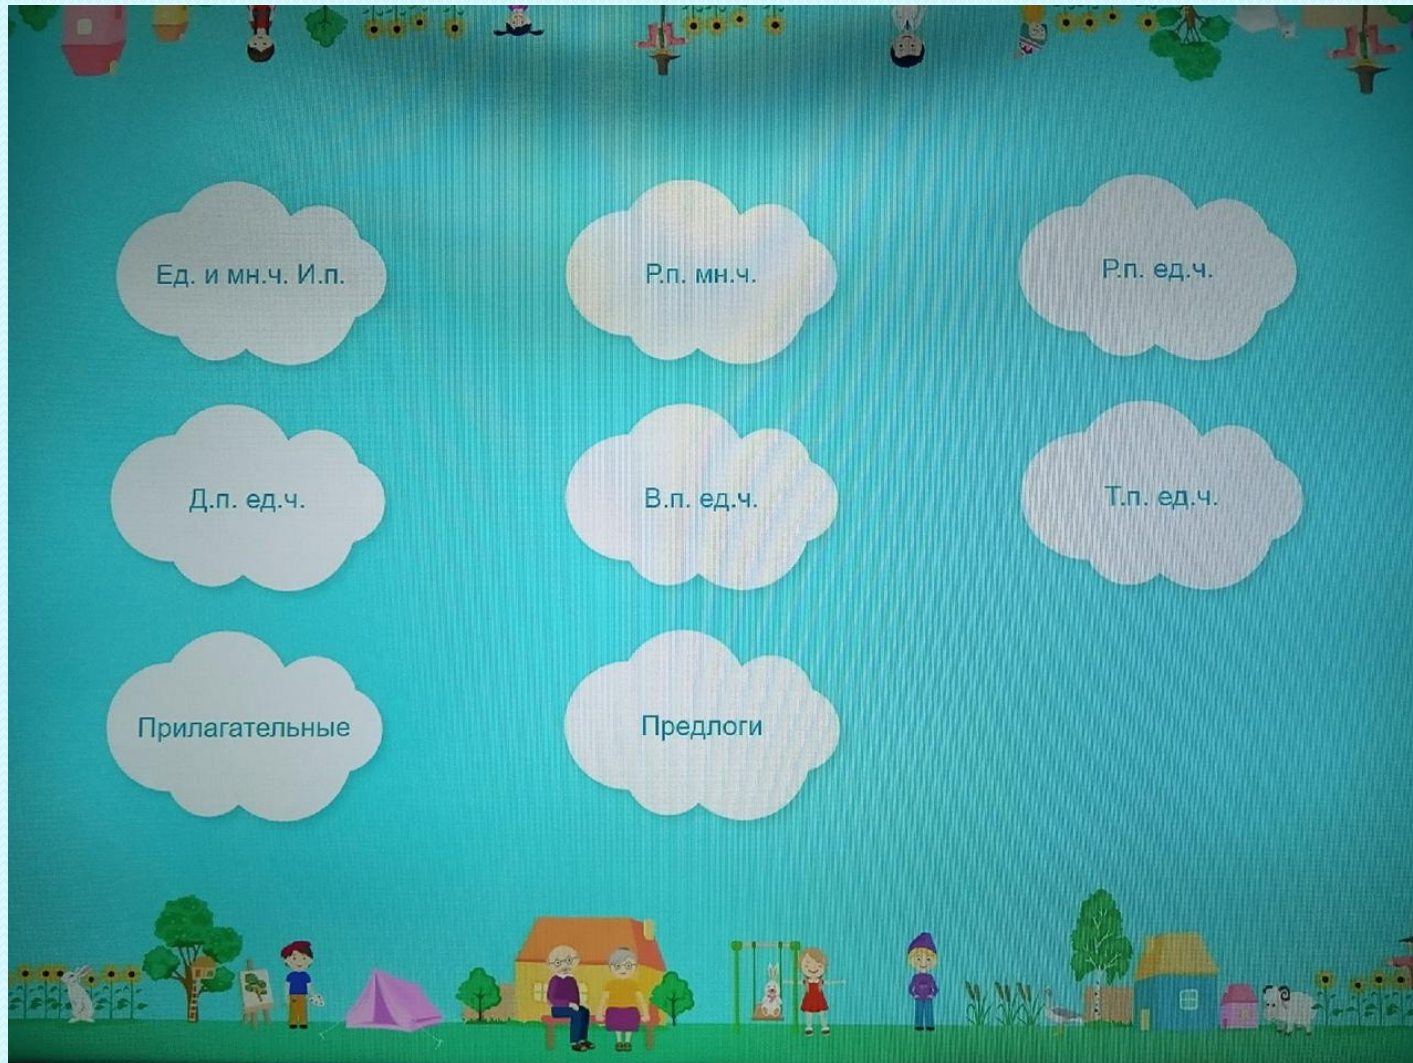 Ед. и мн.ч. И.п.
Р.п. мн.ч.
Р.п. ед.ч.
Д.п. ед.ч.
В.п. ед.ч.
Т.п. ед.ч.
Прилагательные
Предлоги